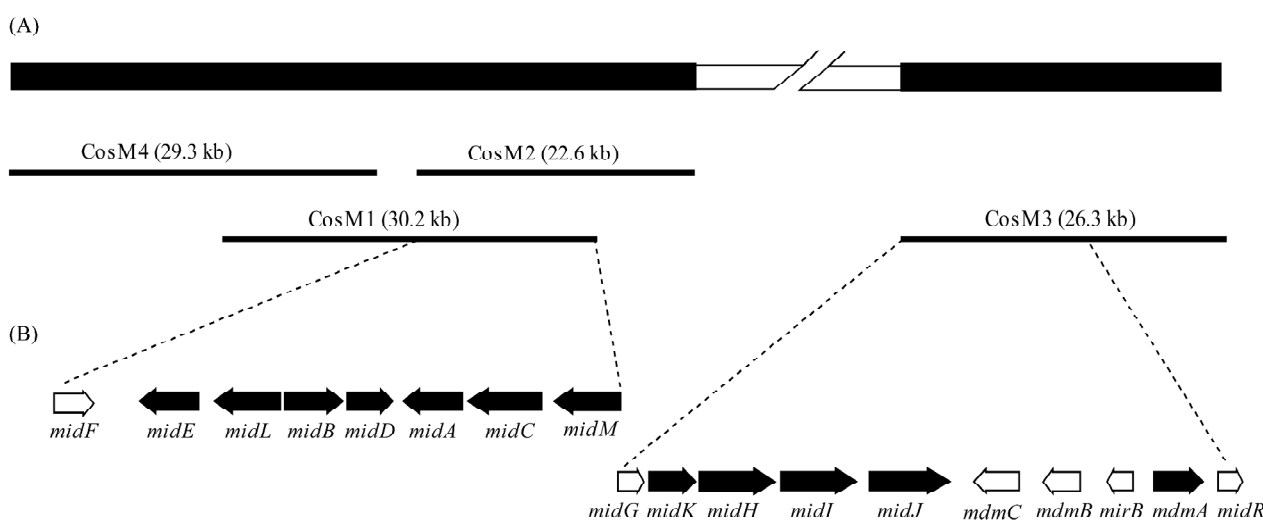 (A)
CosM4 (29.3 kb)
CosM2 (22.6 kb)
CosM1 (30.2 kb)
CosM3 (26.3 kb)
(B)
midF midE midL midB midD midA midC midM
midG midK midH midI midJ mdmC mdmB mirB mdmA midR